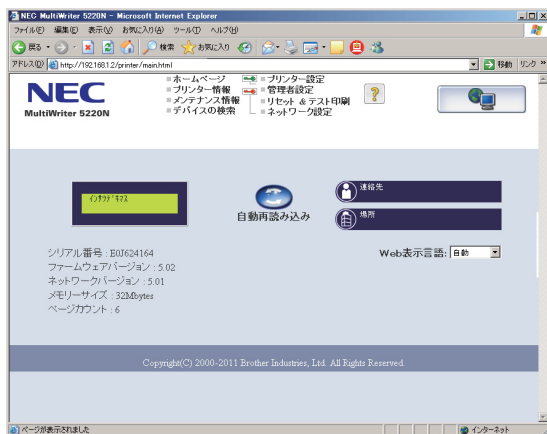 NEC MultiWriter 5220N - Microsoft Internet Explorer
ファイル(F) 編集(E) 表示(V) お気に入り(A) ツール(T) ヘルプ(H)
戻る 検索 お気に入り
アドレス(D) http://192.168.1.2/printer/main.html 移動 リンク »
NEC
MultiWriter 5220N
ホームページ
プリンター情報
メンテナンス情報
デバイスの検索
プリンター設定
管理者設定
リセット & テスト印刷
ネットワーク設定
?
インサツデキマス
自動再読み込み
連絡先
場所
シリアル番号 : E0J624164
ファームウェアバージョン : 5.02
ネットワークバージョン : 5.01
メモリーサイズ : 32Mbytes
ページカウント : 6
Web表示言語: 自動
Copyright(C) 2000-2011 Brother Industries, Ltd. All Rights Reserved.
ページが表示されました インターネット